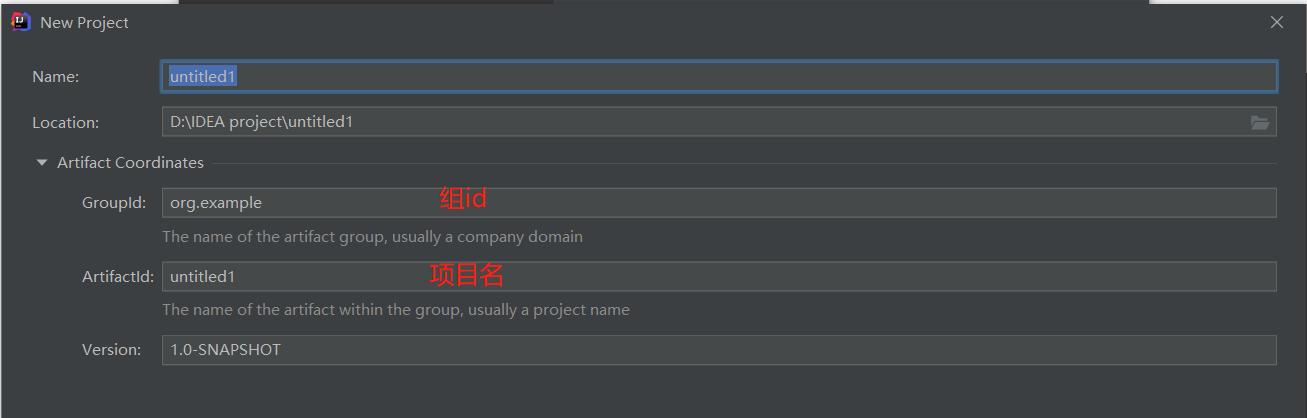 New Project
Name: untitled1
Location: D:\IDEA project\untitled1
Artifact Coordinates
GroupId: org.example 组id
The name of the artifact group, usually a company domain
ArtifactId: untitled1 项目名
The name of the artifact within the group, usually a project name
Version: 1.0-SNAPSHOT